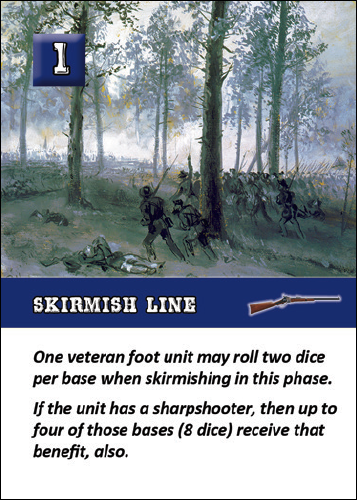 1
SKIRMISH LINE
One veteran foot unit may roll two dice
per base when skirmishing in this phase.
If the unit has a sharpshooter, then up to
four of those bases (8 dice) receive that
benefit, also.